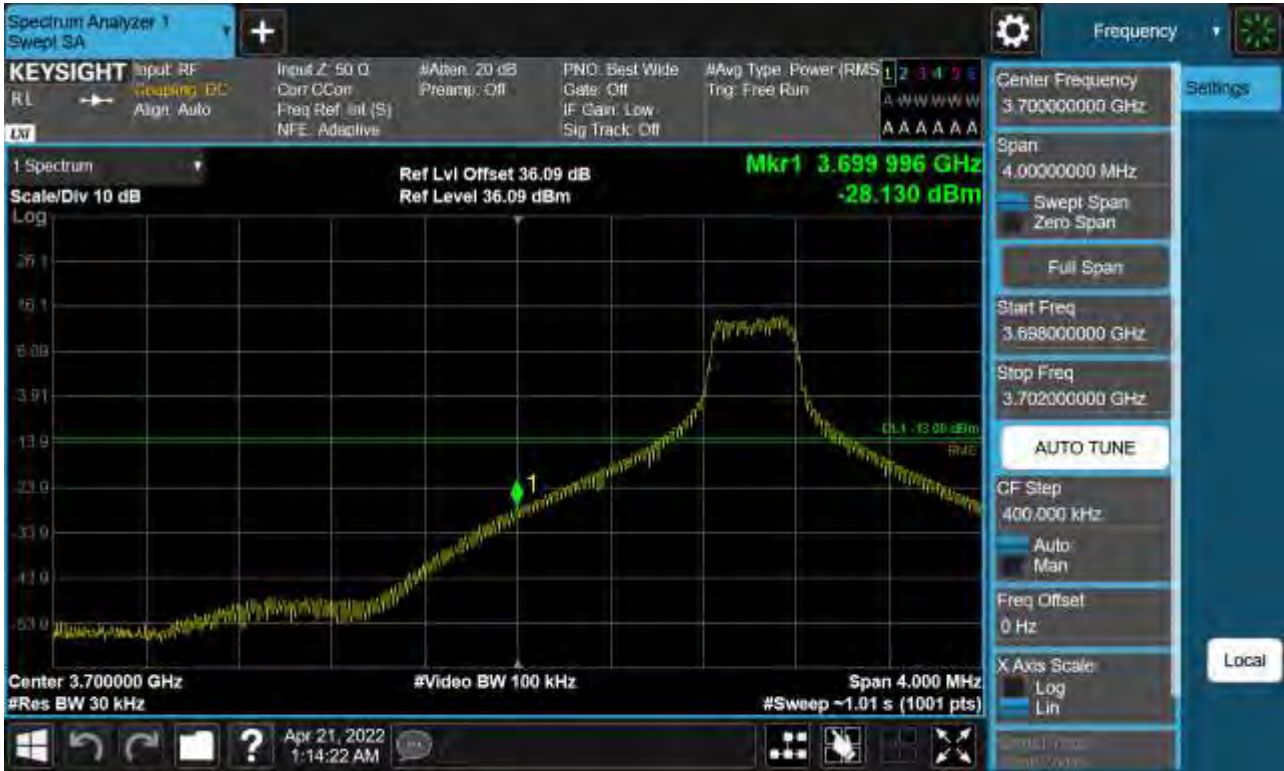 Spectrum Analyzer 1
Swept SA
Frequency
KEYSIGHT
RL
LXI
Input: RF
Coupling: DC
Align: Auto
Input Z: 50 Ω
Corr CCorr
Freq Ref: Int (S)
NFE: Adaptive
#Atten: 20 dB
Preamp: Off
PNO: Best Wide
Gate: Off
IF Gain: Low
Sig Track: Off
#Avg Type: Power (RMS
Trig: Free Run
1 2 3 4 5 6
A W W W W W
A A A A A A
1 Spectrum
Scale/Div 10 dB
Log
Ref Lvl Offset 36.09 dB
Ref Level 36.09 dBm
Mkr1 3.699 996 GHz
-28.130 dBm
26.1
16.1
6.09
-3.91
-13.9
-23.9
-33.9
-43.9
-53.9
RMS
1
Center 3.700000 GHz
#Res BW 30 kHz
#Video BW 100 kHz
Span 4.000 MHz
#Sweep ~1.01 s (1001 pts)
Center Frequency
3.700000000 GHz
Span
4.00000000 MHz
Swept Span
Zero Span
Full Span
Start Freq
3.698000000 GHz
Stop Freq
3.702000000 GHz
AUTO TUNE
CF Step
400.000 kHz
Auto
Man
Freq Offset
0 Hz
X Axis Scale
Log
Lin
Settings
Local
?
Apr 21, 2022
1:14:22 AM